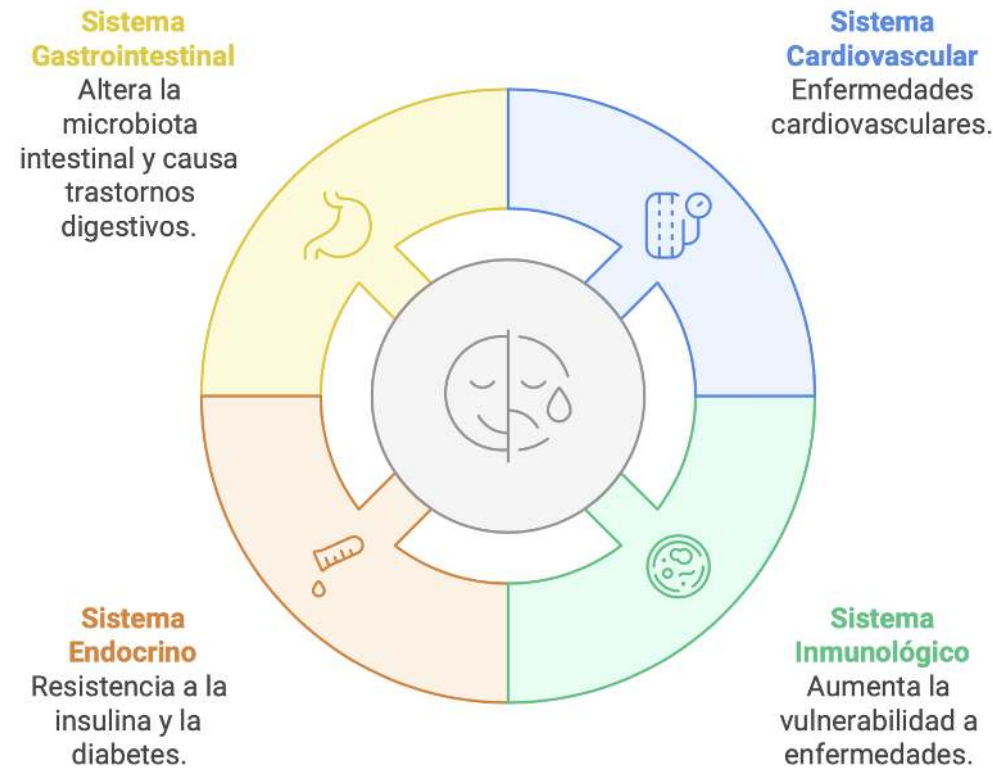 Sistema
Gastrointestinal
Altera la
microbiota
intestinal y causa
trastornos
digestivos.
Sistema
Cardiovascular
Enfermedades
cardiovasculares.
Sistema
Endocrino
Resistencia a la
insulina y la
diabetes.
Sistema
Inmunológico
Aumenta la
vulnerabilidad a
enfermedades.